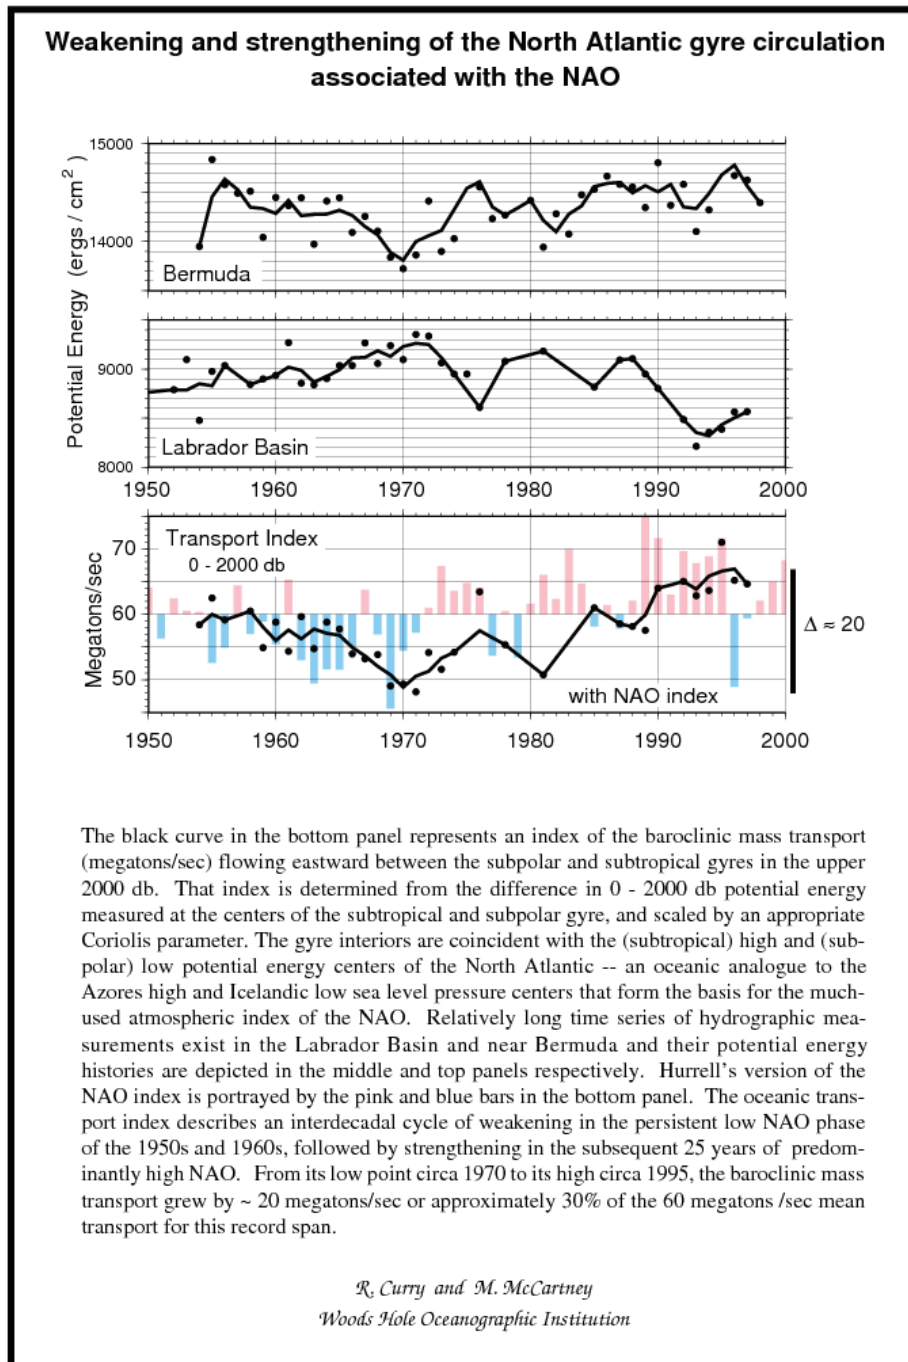 Weakening and strengthening of the North Atlantic gyre circulation
associated with the NAO
Potential Energy (ergs / cm2 )
15000
14000
Bermuda
9000
8000
Labrador Basin
1950 1960 1970 1980 1990 2000
Megatons/sec
70
60
50
Transport Index
0 - 2000 db
with NAO index
Δ ≈ 20
1950 1960 1970 1980 1990 2000
The black curve in the bottom panel represents an index of the baroclinic mass transport
(megatons/sec) flowing eastward between the subpolar and subtropical gyres in the upper
2000 db. That index is determined from the difference in 0 - 2000 db potential energy
measured at the centers of the subtropical and subpolar gyre, and scaled by an appropriate
Coriolis parameter. The gyre interiors are coincident with the (subtropical) high and (sub-
polar) low potential energy centers of the North Atlantic -- an oceanic analogue to the
Azores high and Icelandic low sea level pressure centers that form the basis for the much-
used atmospheric index of the NAO. Relatively long time series of hydrographic mea-
surements exist in the Labrador Basin and near Bermuda and their potential energy
histories are depicted in the middle and top panels respectively. Hurrell's version of the
NAO index is portrayed by the pink and blue bars in the bottom panel. The oceanic trans-
port index describes an interdecadal cycle of weakening in the persistent low NAO phase
of the 1950s and 1960s, followed by strengthening in the subsequent 25 years of predom-
inantly high NAO. From its low point circa 1970 to its high circa 1995, the baroclinic mass
transport grew by ~ 20 megatons/sec or approximately 30% of the 60 megatons /sec mean
transport for this record span.
R. Curry and M. McCartney
Woods Hole Oceanographic Institution